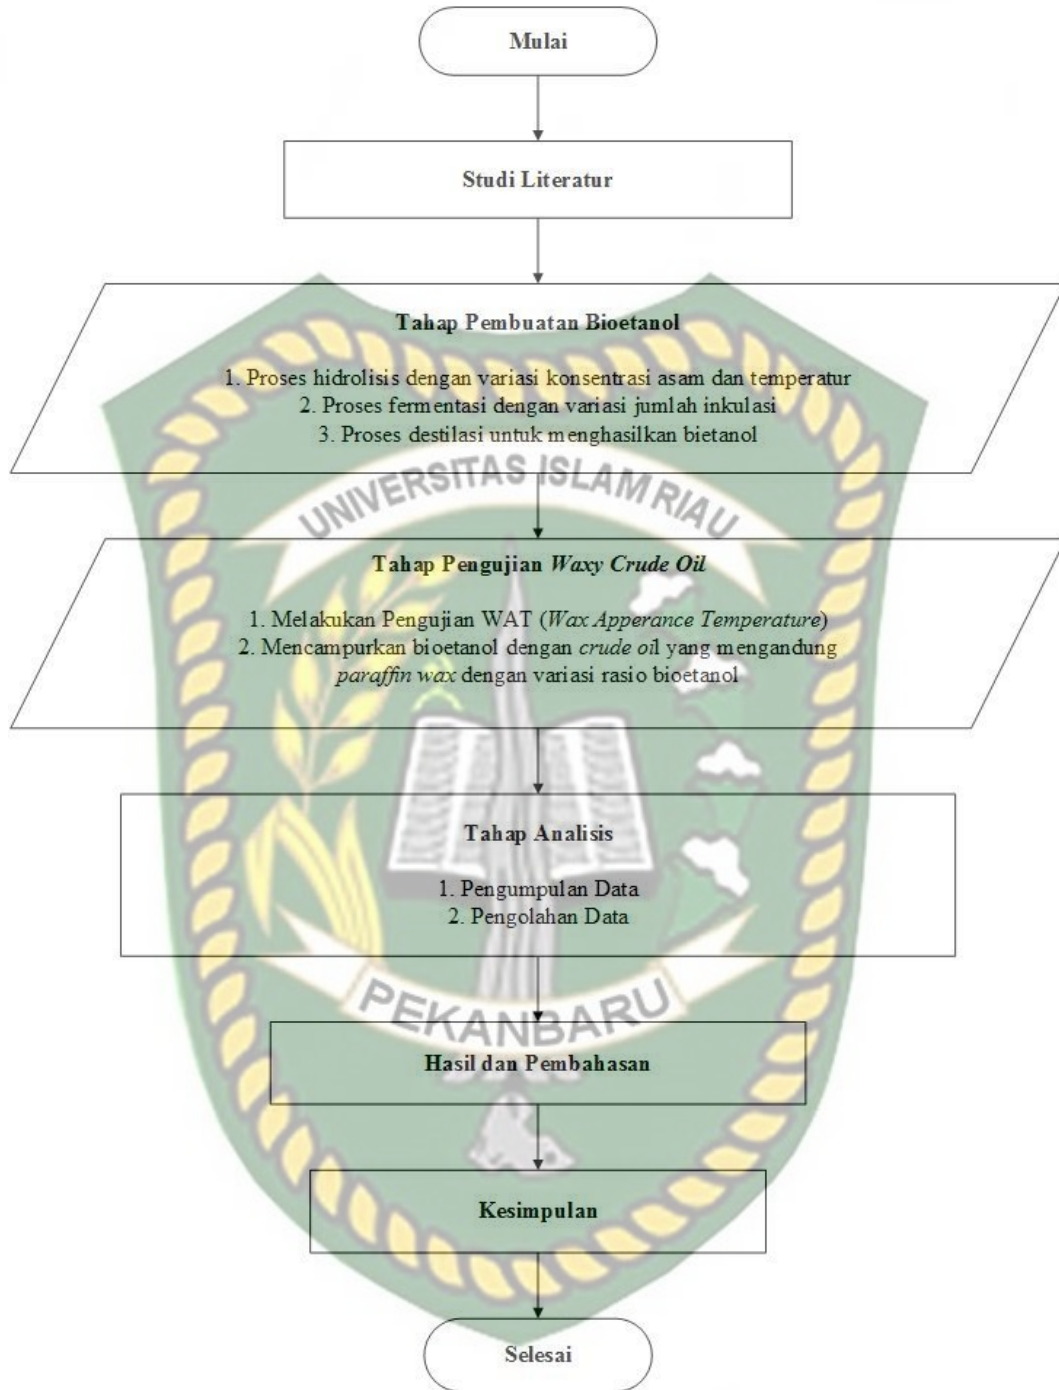 Mulai
Studi Literatur
Tahap Pembuatan Bioetanol
1. Proses hidrolisis dengan variasi konsentrasi asam dan temperatur
2. Proses fermentasi dengan variasi jumlah inkulasi
3. Proses destilasi untuk menghasilkan bietanol
UNIVERSITAS ISLAM RIAU
Tahap Pengujian Waxy Crude Oil
1. Melakukan Pengujian WAT (Wax Apperance Temperature)
2. Mencampurkan bioetanol dengan crude oil yang mengandung
paraffin wax dengan variasi rasio bioetanol
Tahap Analisis
1. Pengumpulan Data
2. Pengolahan Data
PEKANBARU
Hasil dan Pembahasan
Kesimpulan
Selesai